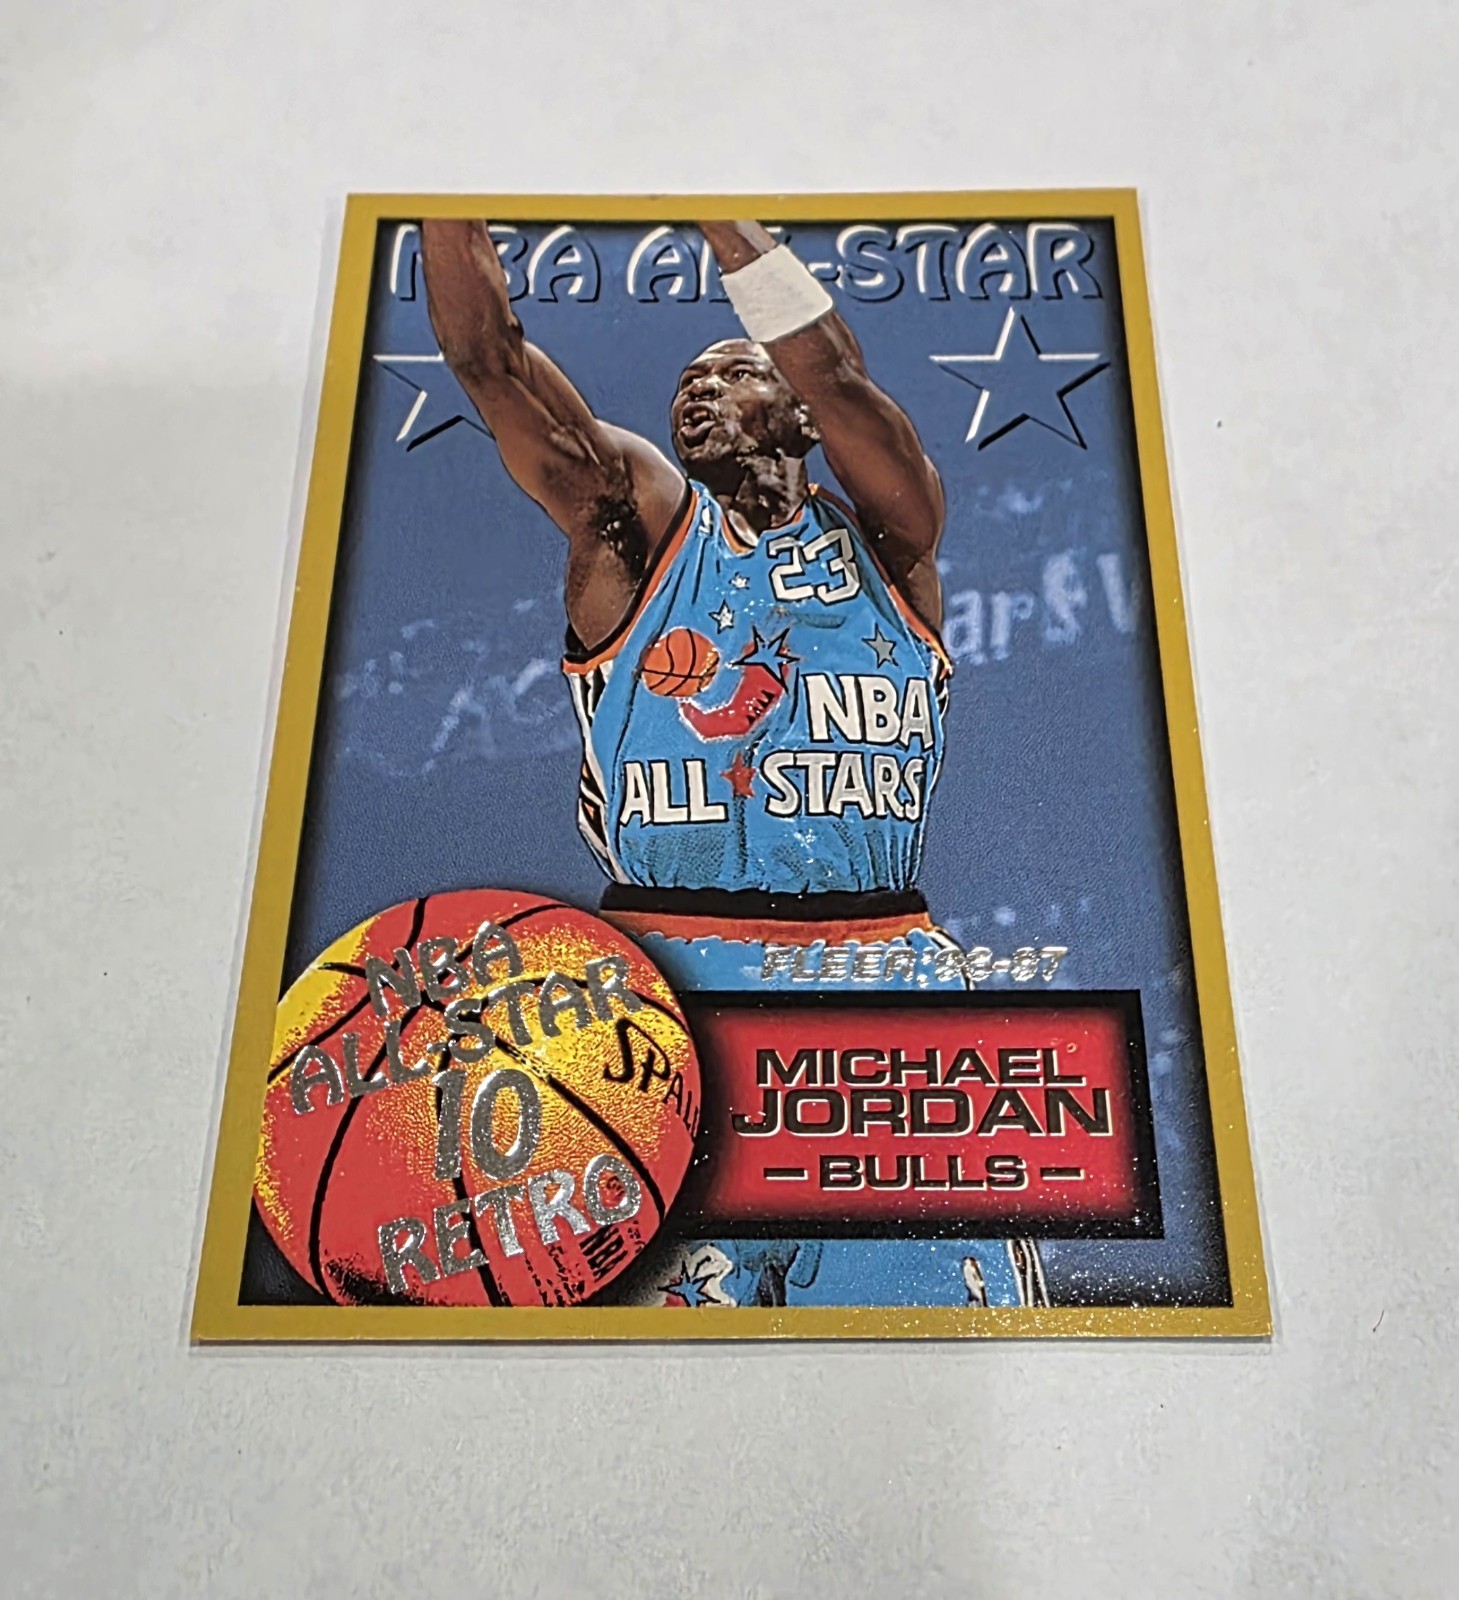 NBA ALL-STAR
23
NBA
ALL STARS
FLEER '96-97
NBA
ALL-STAR
10
RETRO
MICHAEL
JORDAN
- BULLS -